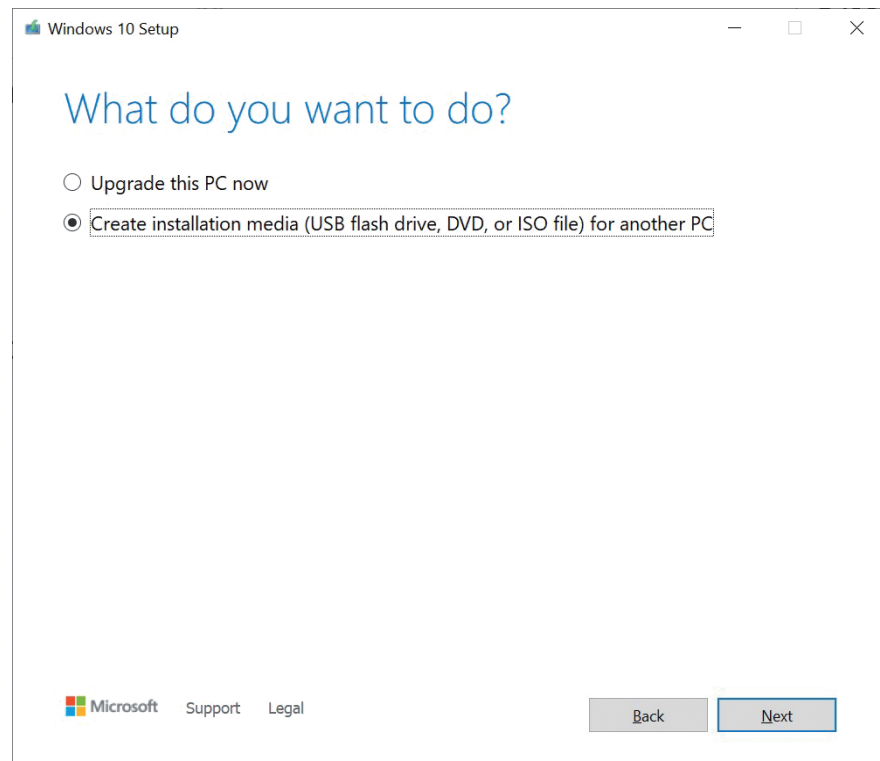 Windows 10 Setup
What do you want to do?
Upgrade this PC now
Create installation media (USB flash drive, DVD, or ISO file) for another PC
Microsoft Support Legal
Back Next